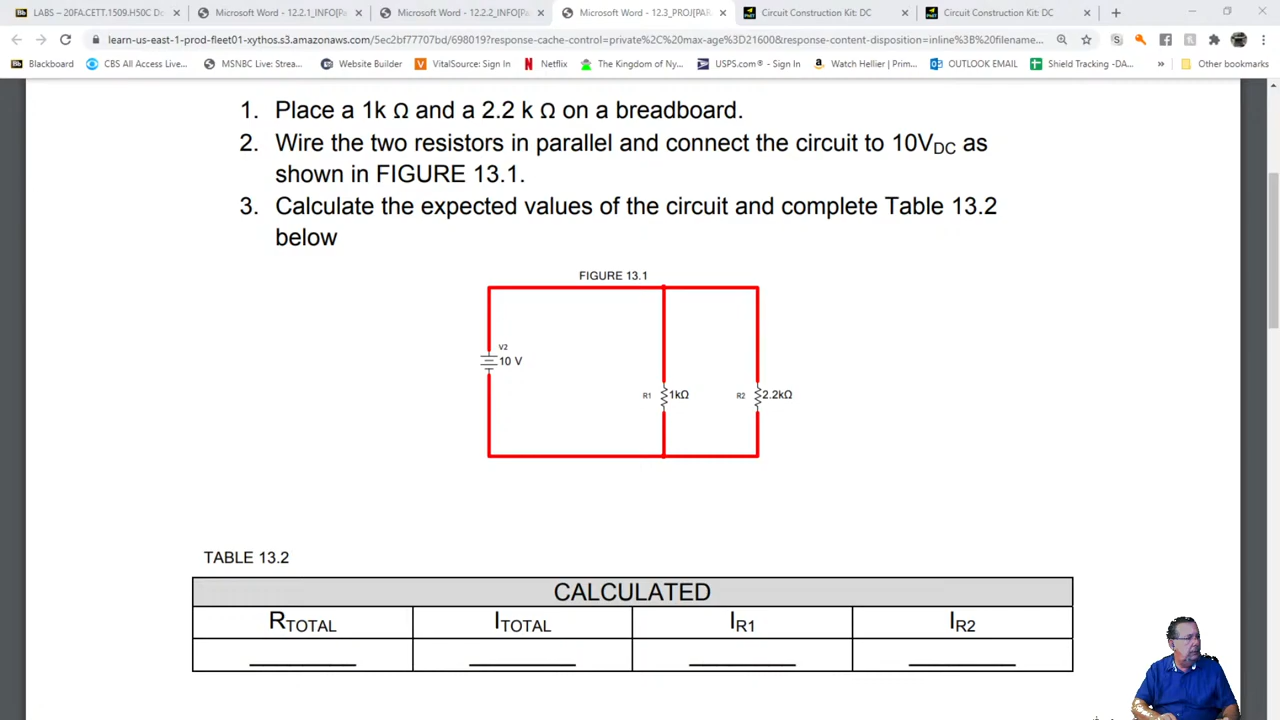 LABS – 20FA.CETT.1509.H50C D
Microsoft Word - 12.2.1_INFO[Pa
Microsoft Word - 12.2.2_INFO[Pa
Microsoft Word - 12.3_PROJ[PAR
Circuit Construction Kit: DC
Circuit Construction Kit: DC
learn-us-east-1-prod-fleet01-xythos.s3.amazonaws.com/5ec2bf77707bd/698019?response-cache-control=private%2C%20max-age%3D21600&response-content-disposition=inline%3B%20filename...
Blackboard
CBS All Access Live...
MSNBC Live: Strea...
Website Builder
VitalSource: Sign In
Netflix
The Kingdom of Ny...
USPS.com® - Sign In
Watch Hellier | Prim...
OUTLOOK EMAIL
Shield Tracking -DA...
»
Other bookmarks
1. Place a 1k Ω and a 2.2 k Ω on a breadboard.
2. Wire the two resistors in parallel and connect the circuit to 10VDC as
shown in FIGURE 13.1.
3. Calculate the expected values of the circuit and complete Table 13.2
below
FIGURE 13.1
V2
10 V
R1 1kΩ
R2 2.2kΩ
TABLE 13.2
CALCULATED
RTOTAL ITOTAL IR1 IR2